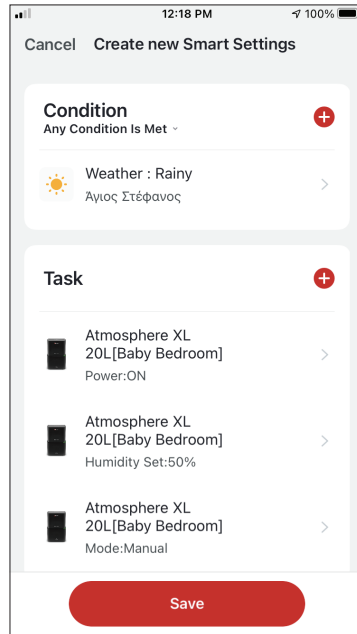 12:18 PM
100%
Cancel Create new Smart Settings
Condition
Any Condition Is Met
Weather : Rainy
Άγιος Στέφανος
Task
Atmosphere XL
20L[Baby Bedroom]
Power:ON
Atmosphere XL
20L[Baby Bedroom]
Humidity Set:50%
Atmosphere XL
20L[Baby Bedroom]
Mode:Manual
Save